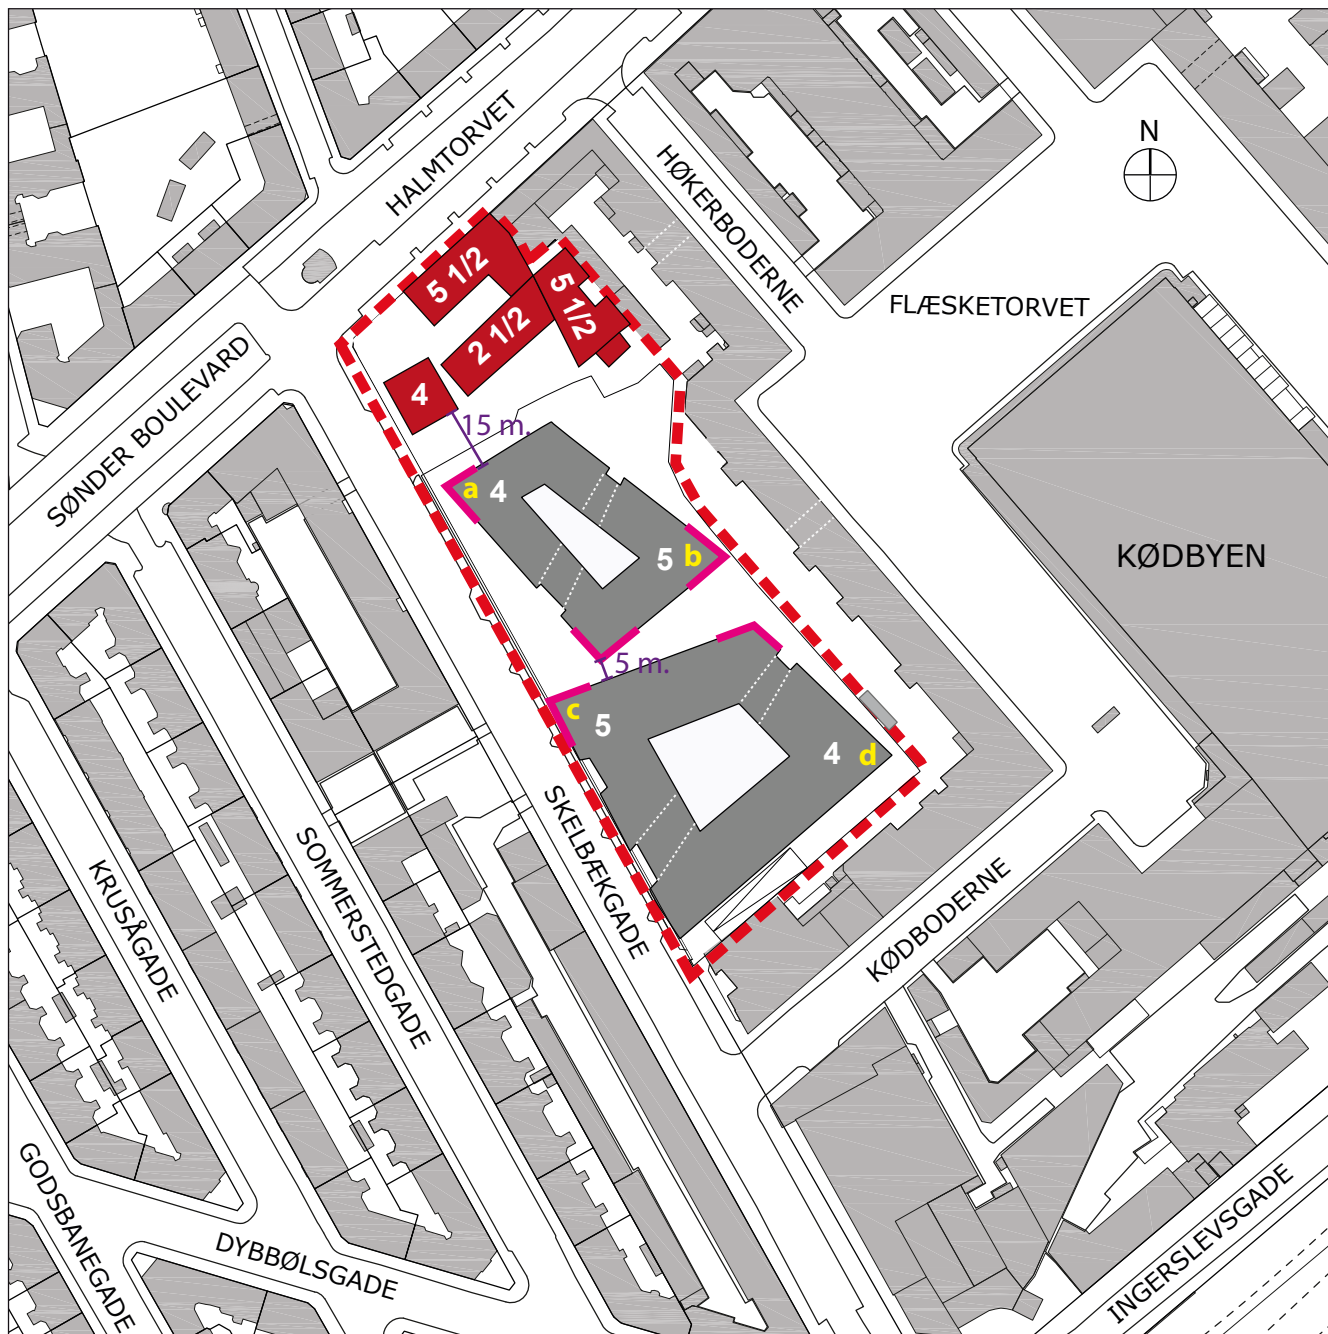 N
HALMTORVET
HØKERBODERNE
FLÆSKETORVET
SØNDER BOULEVARD
5 1/2
5 1/2
2 1/2
4
15 m.
a 4
5 b
KØDBYEN
5 m.
c 5
4 d
SKELBÆKGADE
SOMMERSTEDGADE
KRUSÅGADE
KØDBODERNE
GODSBANEGADE
DYBBØLSGADE
INGERSLEVSGADE